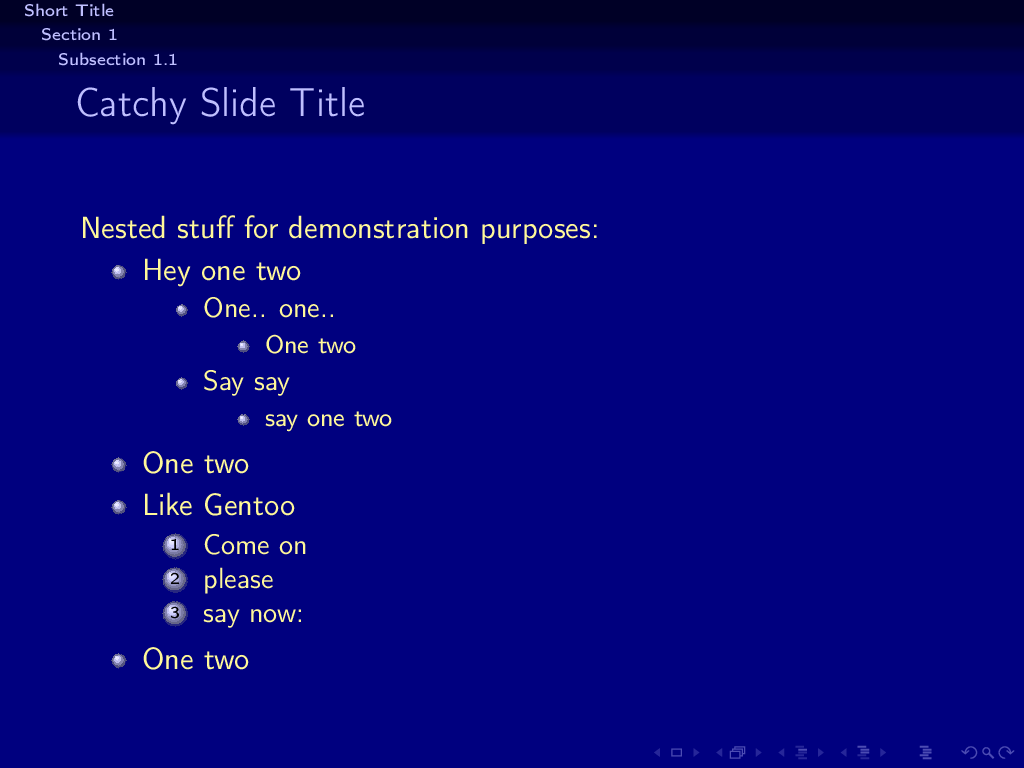 Short Title
Section 1
Subsection 1.1
Catchy Slide Title
Nested stuff for demonstration purposes:
Hey one two
One.. one..
One two
Say say
say one two
One two
Like Gentoo
1 Come on
2 please
3 say now:
One two